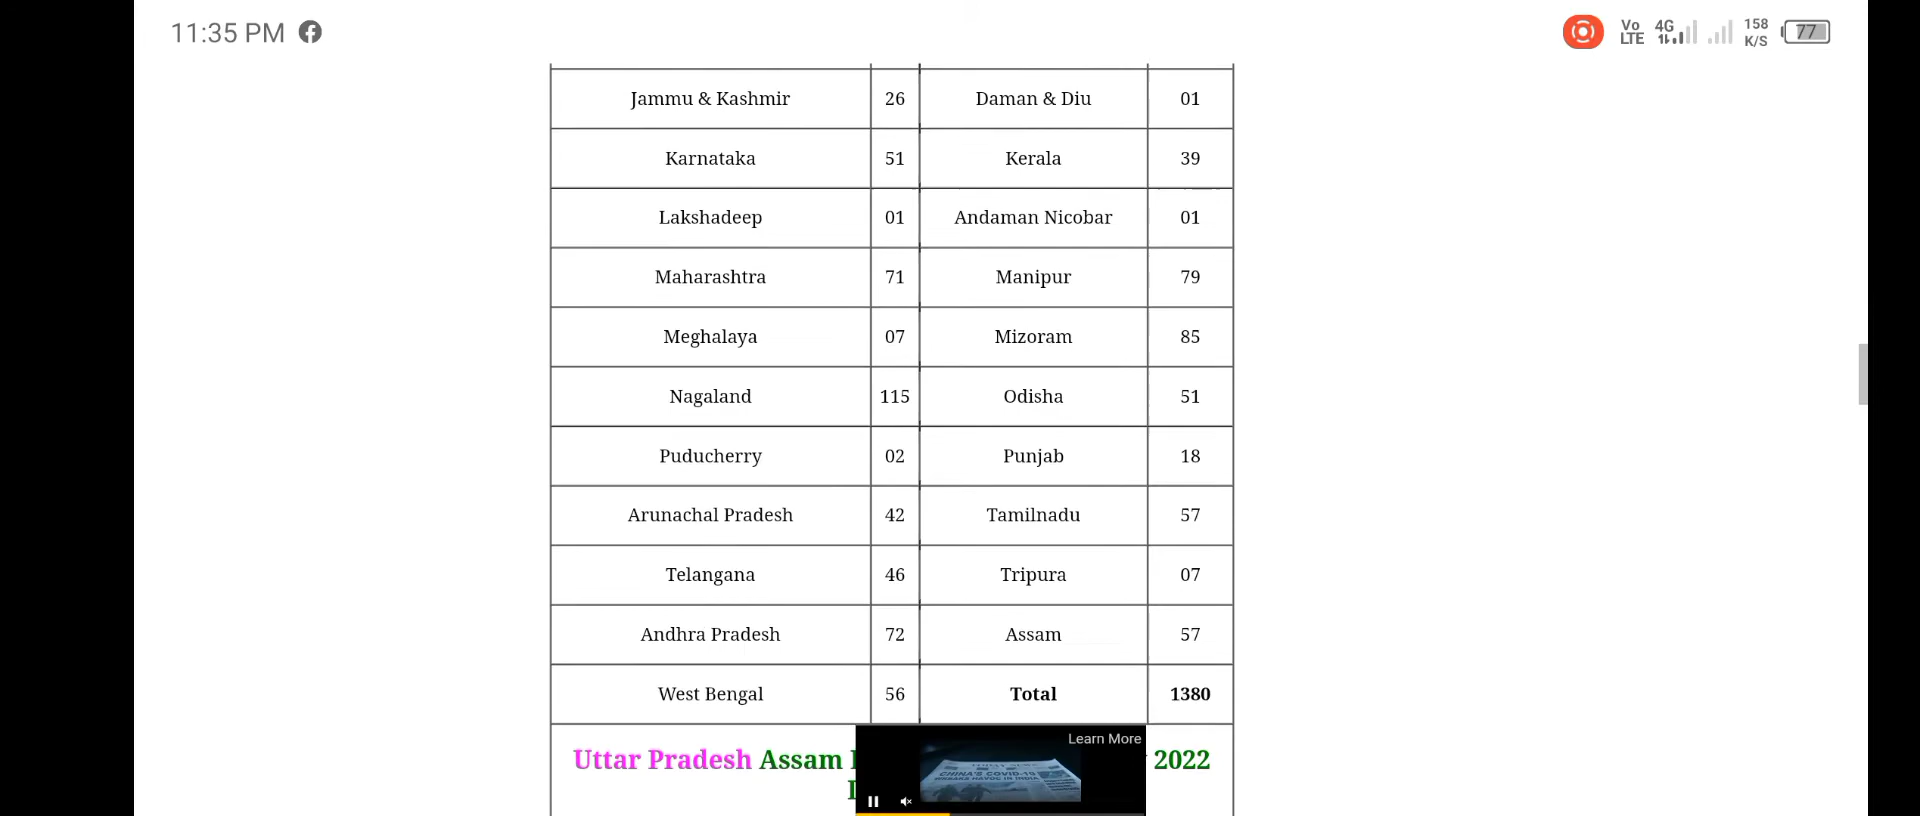 11:35 PM
Vo LTE 4G 158 K/S 77
Jammu & Kashmir 26 Daman & Diu 01
Karnataka 51 Kerala 39
Lakshadeep 01 Andaman Nicobar 01
Maharashtra 71 Manipur 79
Meghalaya 07 Mizoram 85
Nagaland 115 Odisha 51
Puducherry 02 Punjab 18
Arunachal Pradesh 42 Tamilnadu 57
Telangana 46 Tripura 07
Andhra Pradesh 72 Assam 57
West Bengal 56 Total 1380
Learn More
Uttar Pradesh Assam 2022
CHINA'S COVID-19